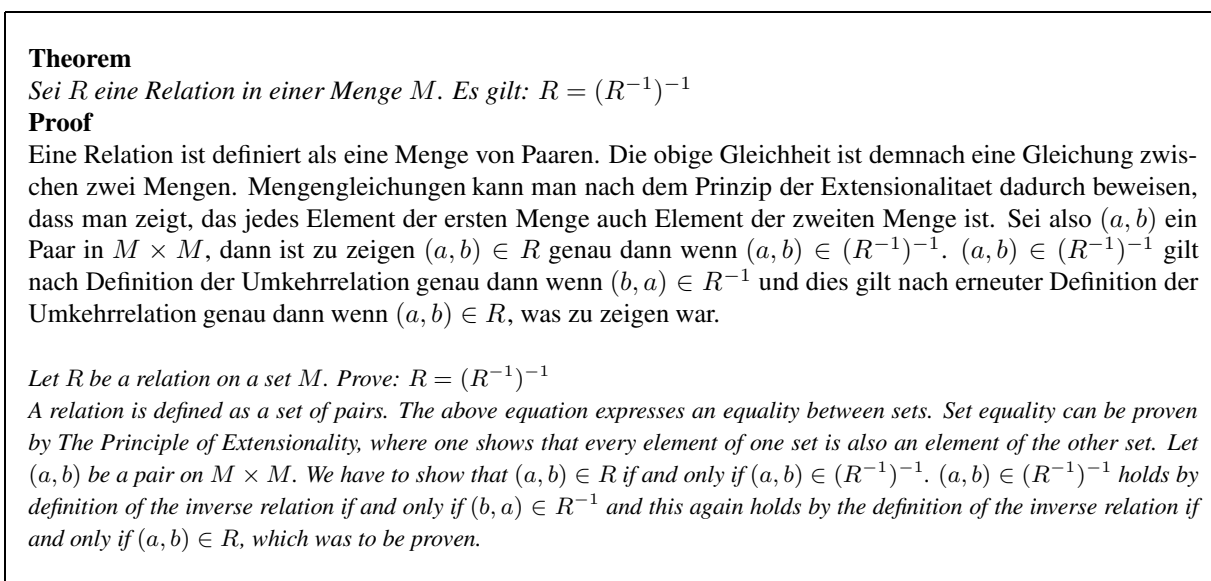 Theorem
Sei R eine Relation in einer Menge M. Es gilt: R = (R⁻¹)⁻¹
Proof
Eine Relation ist definiert als eine Menge von Paaren. Die obige Gleichheit ist demnach eine Gleichung zwis-
chen zwei Mengen. Mengengleichungen kann man nach dem Prinzip der Extensionalitaet dadurch beweisen,
dass man zeigt, das jedes Element der ersten Menge auch Element der zweiten Menge ist. Sei also (a, b) ein
Paar in M × M, dann ist zu zeigen (a, b) ∈ R genau dann wenn (a, b) ∈ (R⁻¹)⁻¹. (a, b) ∈ (R⁻¹)⁻¹ gilt
nach Definition der Umkehrrelation genau dann wenn (b, a) ∈ R⁻¹ und dies gilt nach erneuter Definition der
Umkehrrelation genau dann wenn (a, b) ∈ R, was zu zeigen war.
Let R be a relation on a set M. Prove: R = (R⁻¹)⁻¹
A relation is defined as a set of pairs. The above equation expresses an equality between sets. Set equality can be proven
by The Principle of Extensionality, where one shows that every element of one set is also an element of the other set. Let
(a, b) be a pair on M × M. We have to show that (a, b) ∈ R if and only if (a, b) ∈ (R⁻¹)⁻¹. (a, b) ∈ (R⁻¹)⁻¹ holds by
definition of the inverse relation if and only if (b, a) ∈ R⁻¹ and this again holds by the definition of the inverse relation if
and only if (a, b) ∈ R, which was to be proven.